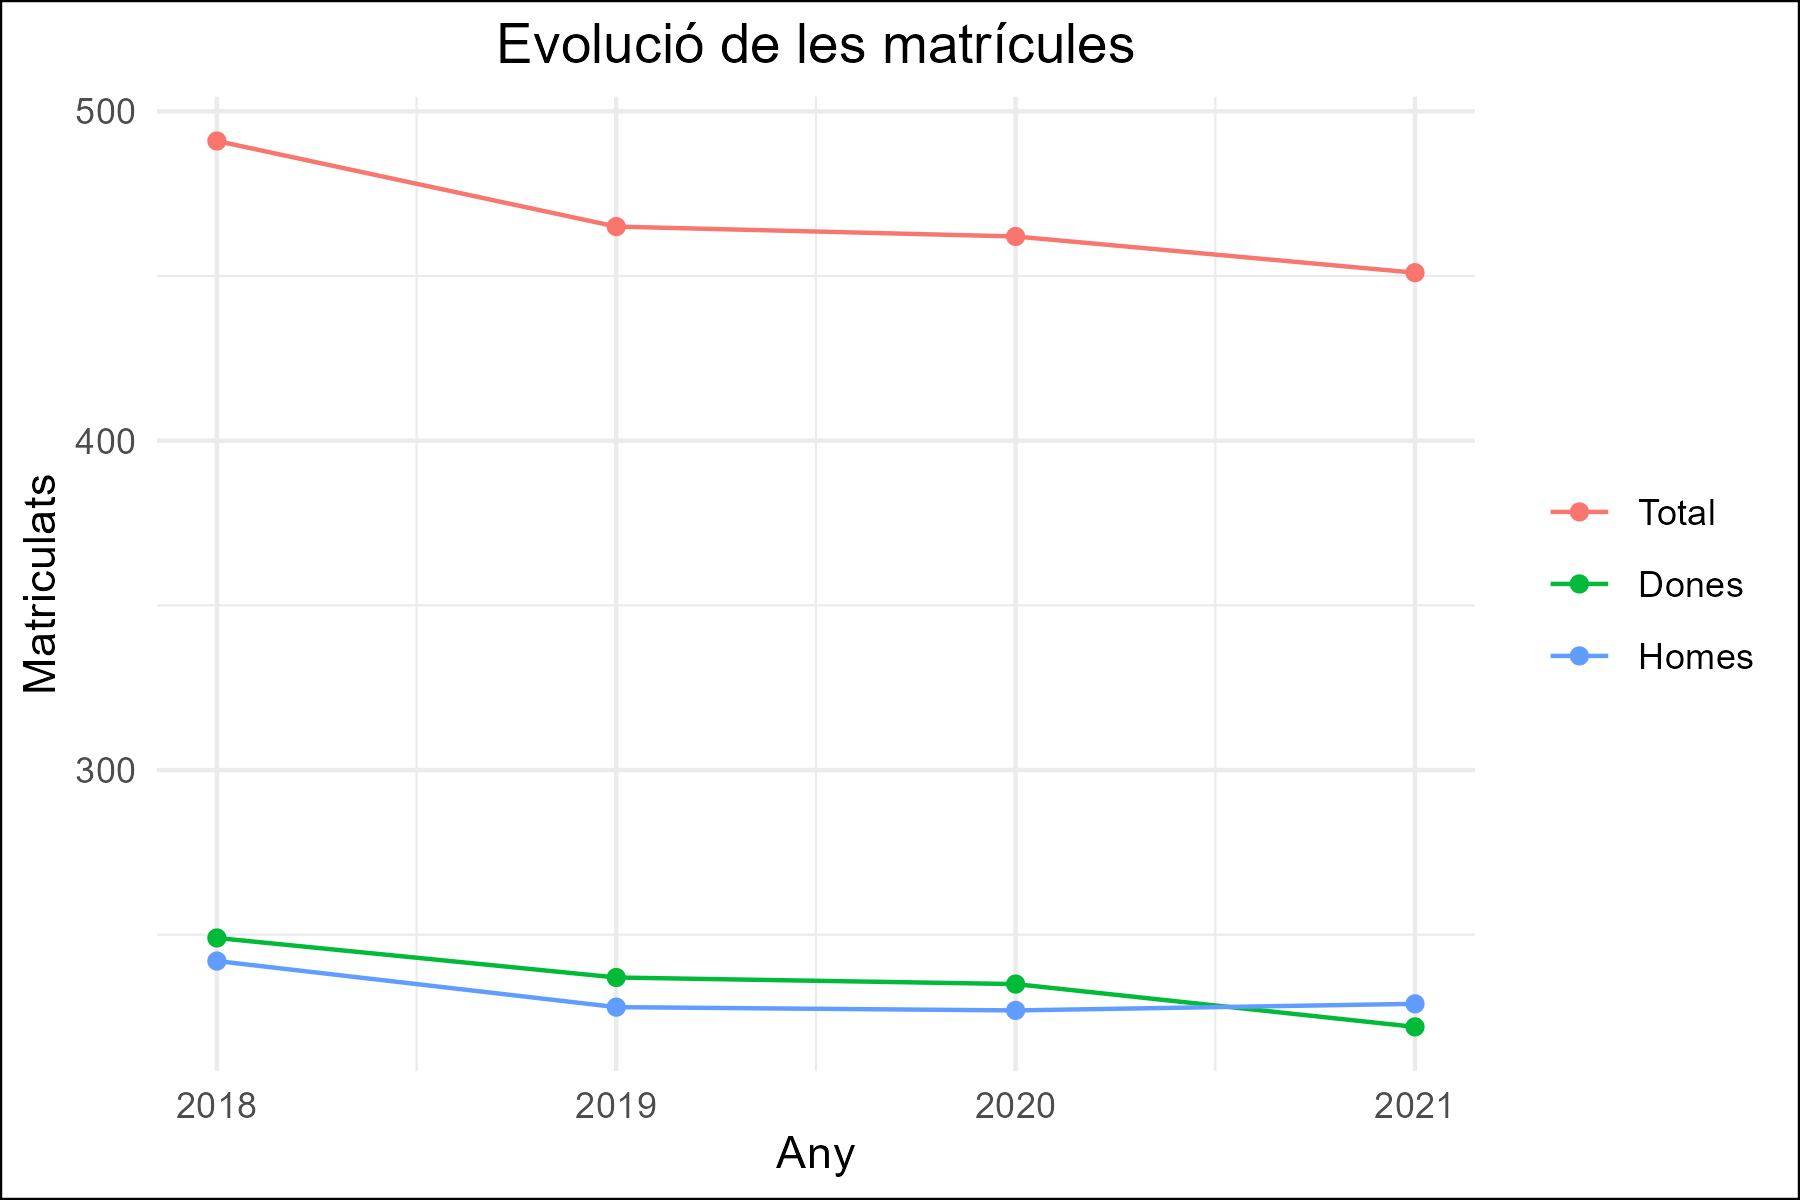 Evolució de les matrícules
500
400
300
Matriculats
2018 2019 2020 2021
Any
Total
Dones
Homes